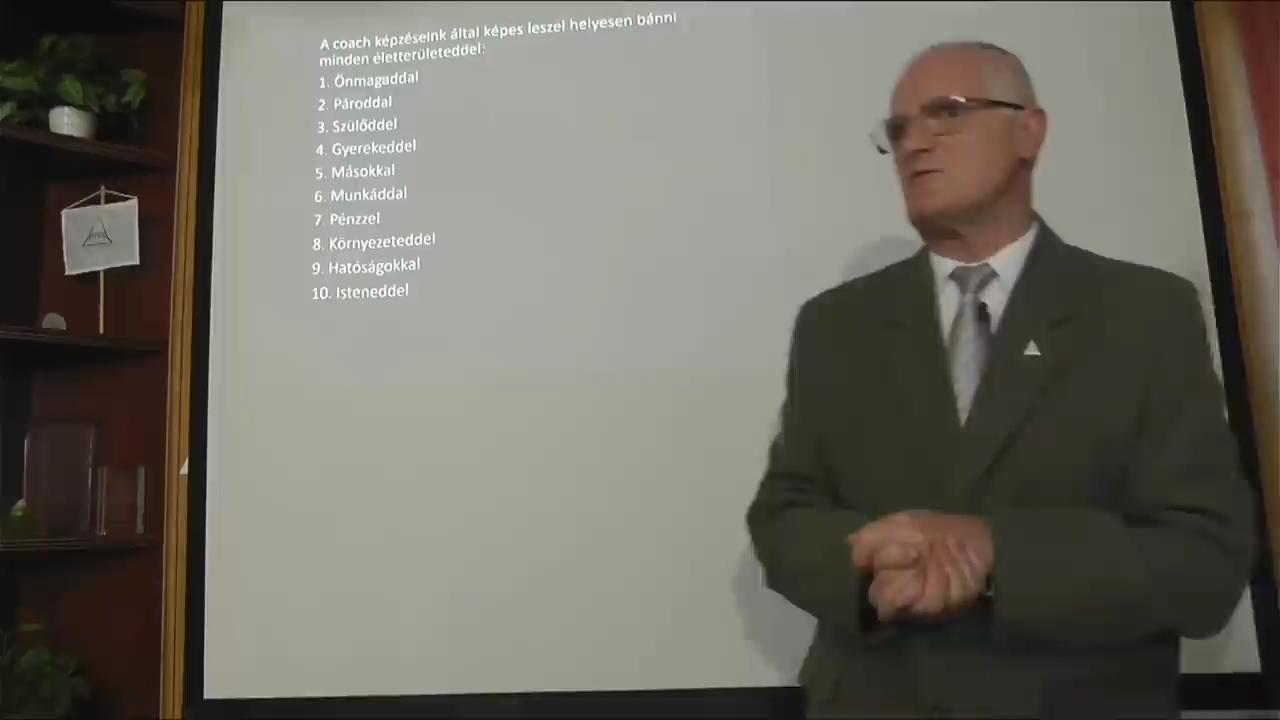 A coach képzéseink által képes leszel helyesen bánni
minden életterületeddel:
1. Önmagaddal
2. Pároddal
3. Szülőddel
4. Gyerekeddel
5. Másokkal
6. Munkáddal
7. Pénzzel
8. Környezeteddel
9. Hatóságokkal
10. Isteneddel